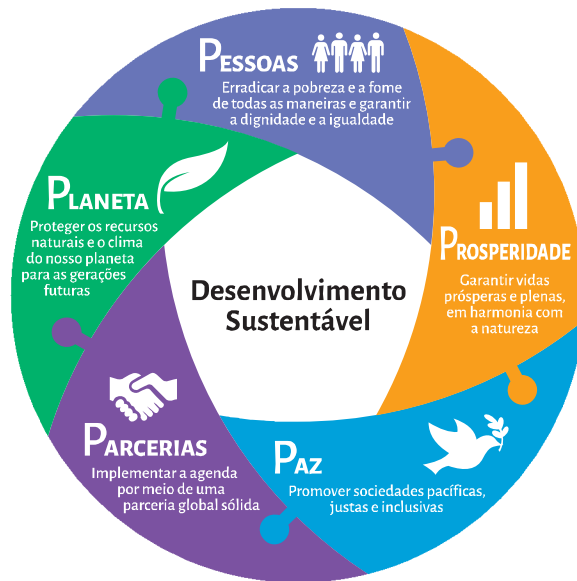 PESSOAS
Erradicar a pobreza e a fome
de todas as maneiras e garantir
a dignidade e a igualdade
PROSPERIDADE
Garantir vidas
prósperas e plenas,
em harmonia com
a natureza
PAZ
Promover sociedades pacíficas,
justas e inclusivas
PARCERIAS
Implementar a agenda
por meio de uma
parceria global sólida
PLANETA
Proteger os recursos
naturais e o clima
do nosso planeta
para as gerações
futuras
Desenvolvimento
Sustentável